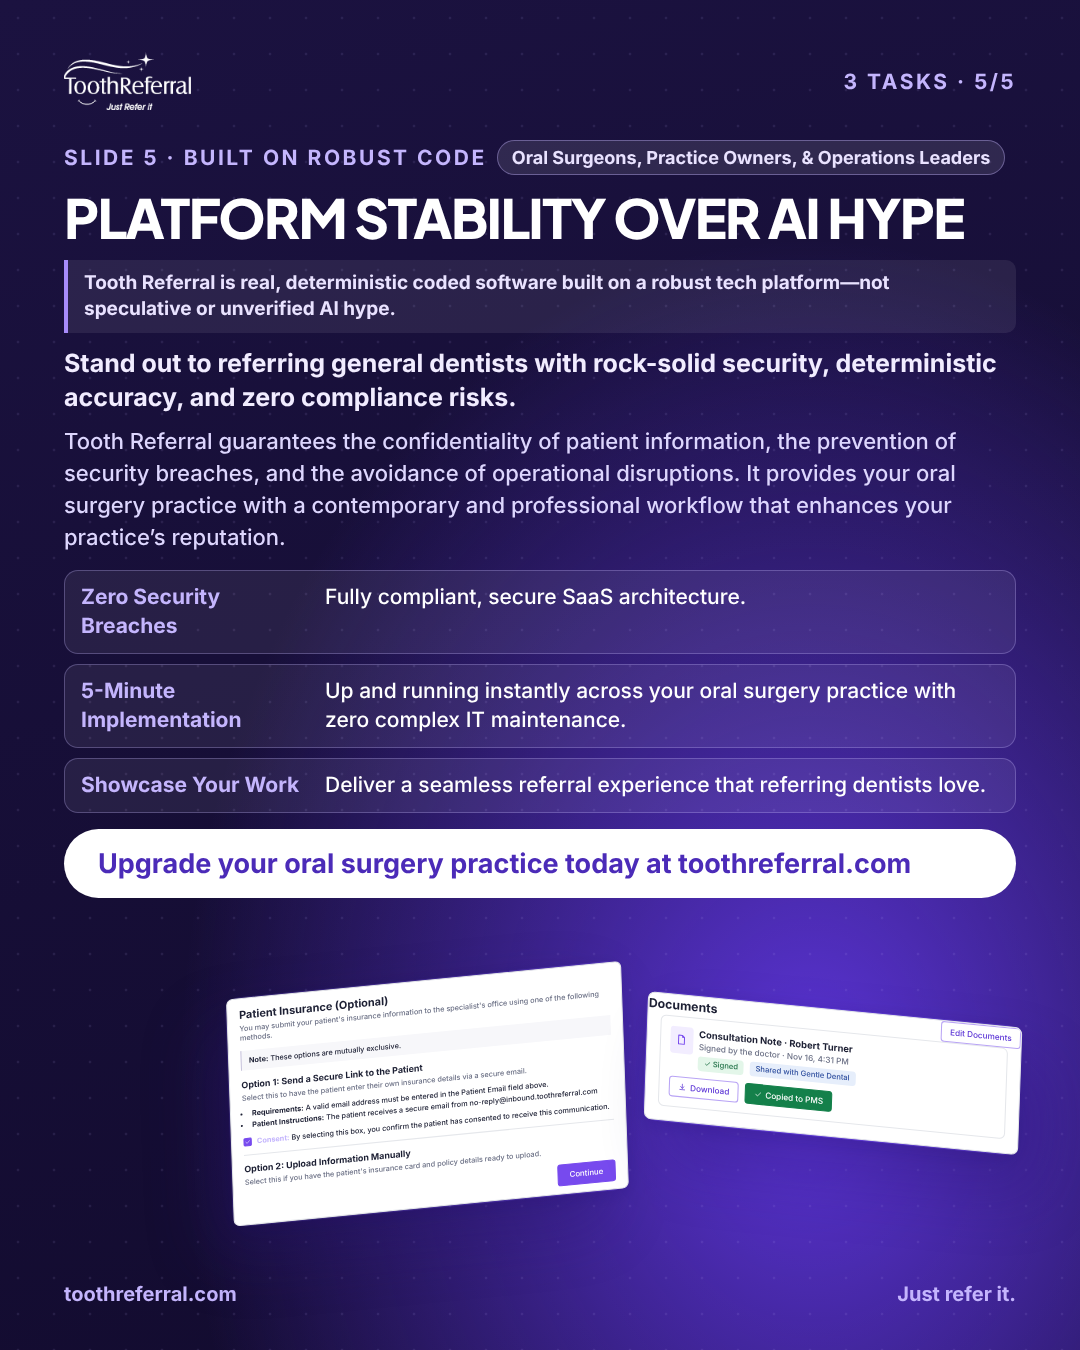 ToothReferral
Just Refer it
3 TASKS · 5/5
SLIDE 5 · BUILT ON ROBUST CODE
Oral Surgeons, Practice Owners, & Operations Leaders
PLATFORM STABILITY OVER AI HYPE
Tooth Referral is real, deterministic coded software built on a robust tech platform—not
speculative or unverified AI hype.
Stand out to referring general dentists with rock-solid security, deterministic
accuracy, and zero compliance risks.
Tooth Referral guarantees the confidentiality of patient information, the prevention of
security breaches, and the avoidance of operational disruptions. It provides your oral
surgery practice with a contemporary and professional workflow that enhances your
practice’s reputation.
Zero Security
Breaches
Fully compliant, secure SaaS architecture.
5-Minute
Implementation
Up and running instantly across your oral surgery practice with
zero complex IT maintenance.
Showcase Your Work
Deliver a seamless referral experience that referring dentists love.
Upgrade your oral surgery practice today at toothreferral.com
Patient Insurance (Optional)
You may submit your patient's insurance information to the specialist's office using one of the following
methods.
Note: These options are mutually exclusive.
Option 1: Send a Secure Link to the Patient
Select this to have the patient enter their own insurance details via a secure email.
• Requirements: A valid email address must be entered in the Patient Email field above.
• Patient Instructions: The patient receives a secure email from no-reply@inbound.toothreferral.com
Consent: By selecting this box, you confirm the patient has consented to receive this communication.
Option 2: Upload Information Manually
Select this if you have the patient's insurance card and policy details ready to upload.
Continue
Documents
Edit Documents
Consultation Note · Robert Turner
Signed by the doctor · Nov 16, 4:31 PM
✓ Signed
Shared with Gentle Dental
Download
✓ Copied to PMS
toothreferral.com
Just refer it.